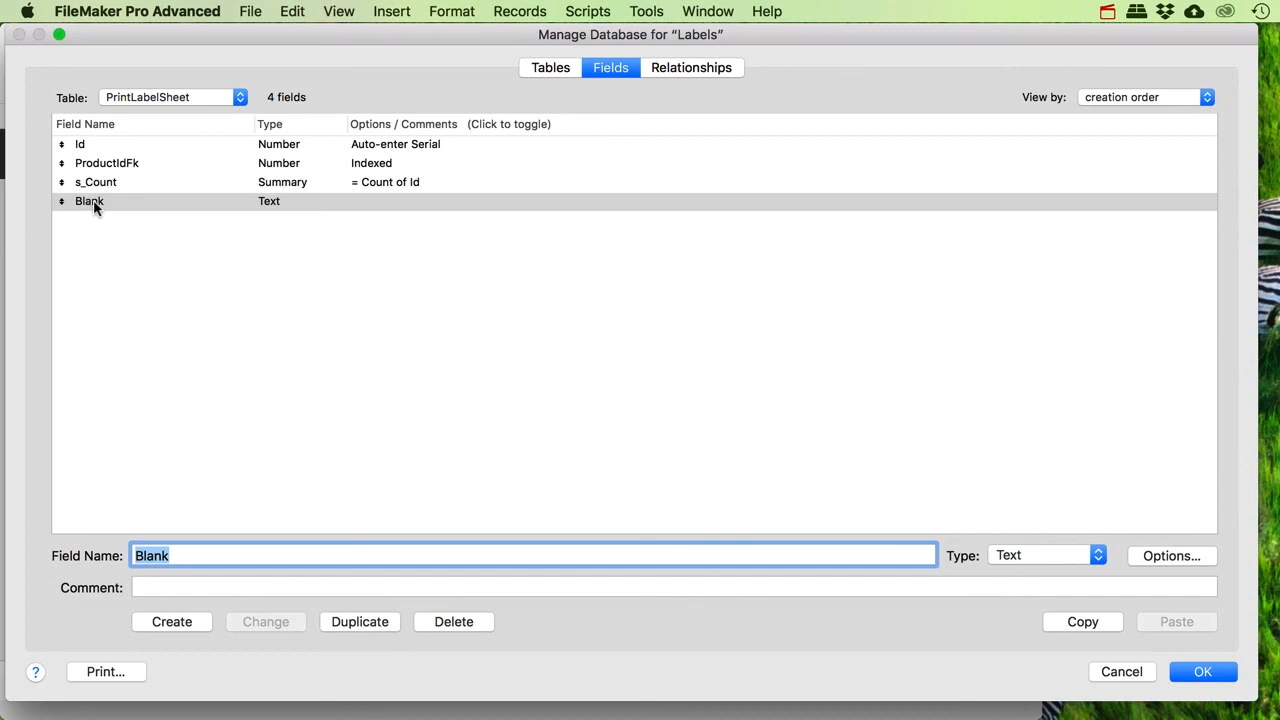 FileMaker Pro Advanced File Edit View Insert Format Records Scripts Tools Window Help
Manage Database for “Labels”
Tables Fields Relationships
Table: PrintLabelSheet 4 fields View by: creation order
Field Name Type Options / Comments (Click to toggle)
Id Number Auto-enter Serial
ProductIdFk Number Indexed
s_Count Summary = Count of Id
Blank Text
Field Name: Blank Type: Text Options...
Comment:
Create Change Duplicate Delete Copy Paste
? Print... Cancel OK